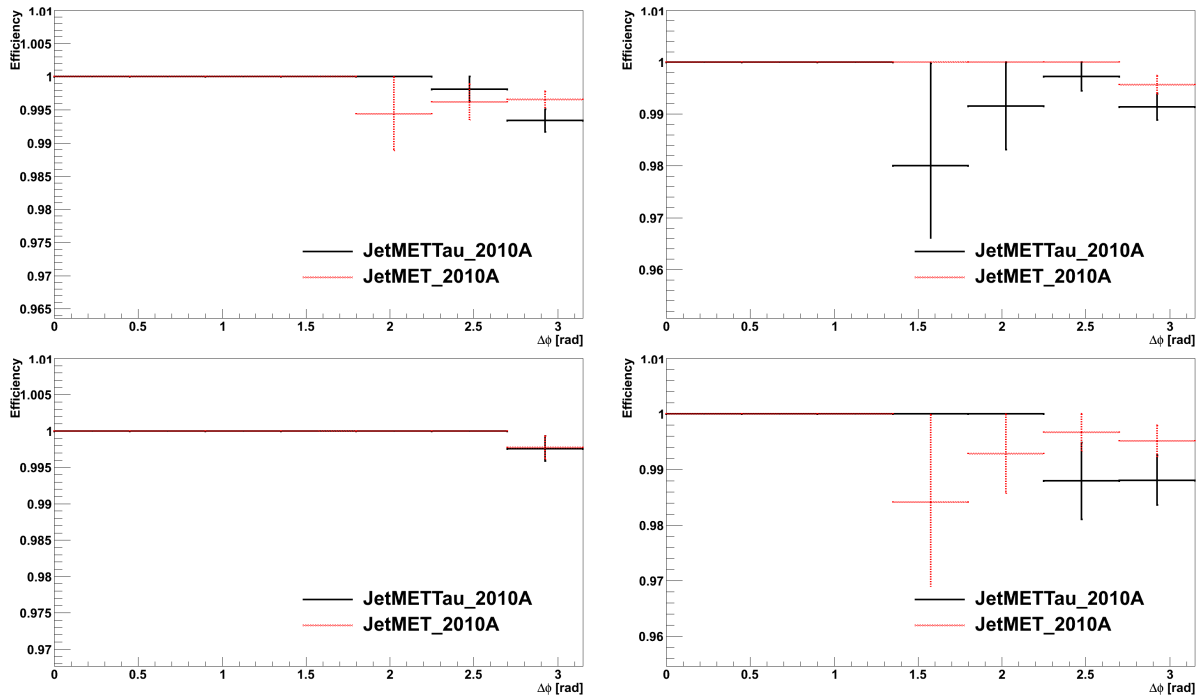 Efficiency
1.01
1.005
1
0.995
0.99
0.985
0.98
0.975
0.97
0.965
JetMETTau_2010A
JetMET_2010A
0 0.5 1 1.5 2 2.5 3
Δϕ [rad]
Efficiency
1.01
1
0.99
0.98
0.97
0.96
JetMETTau_2010A
JetMET_2010A
0 0.5 1 1.5 2 2.5 3
Δϕ [rad]
Efficiency
1.01
1.005
1
0.995
0.99
0.985
0.98
0.975
0.97
JetMETTau_2010A
JetMET_2010A
0 0.5 1 1.5 2 2.5 3
Δϕ [rad]
Efficiency
1.01
1
0.99
0.98
0.97
0.96
JetMETTau_2010A
JetMET_2010A
0 0.5 1 1.5 2 2.5 3
Δϕ [rad]